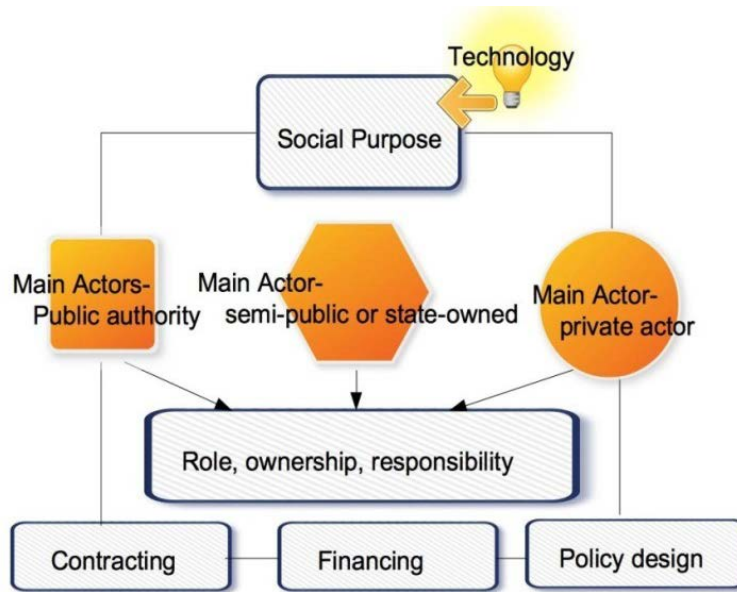 Technology
Social Purpose
Main Actors-
Public authority
Main Actor-
semi-public or state-owned
Main Actor-
private actor
Role, ownership, responsibility
Contracting
Financing
Policy design